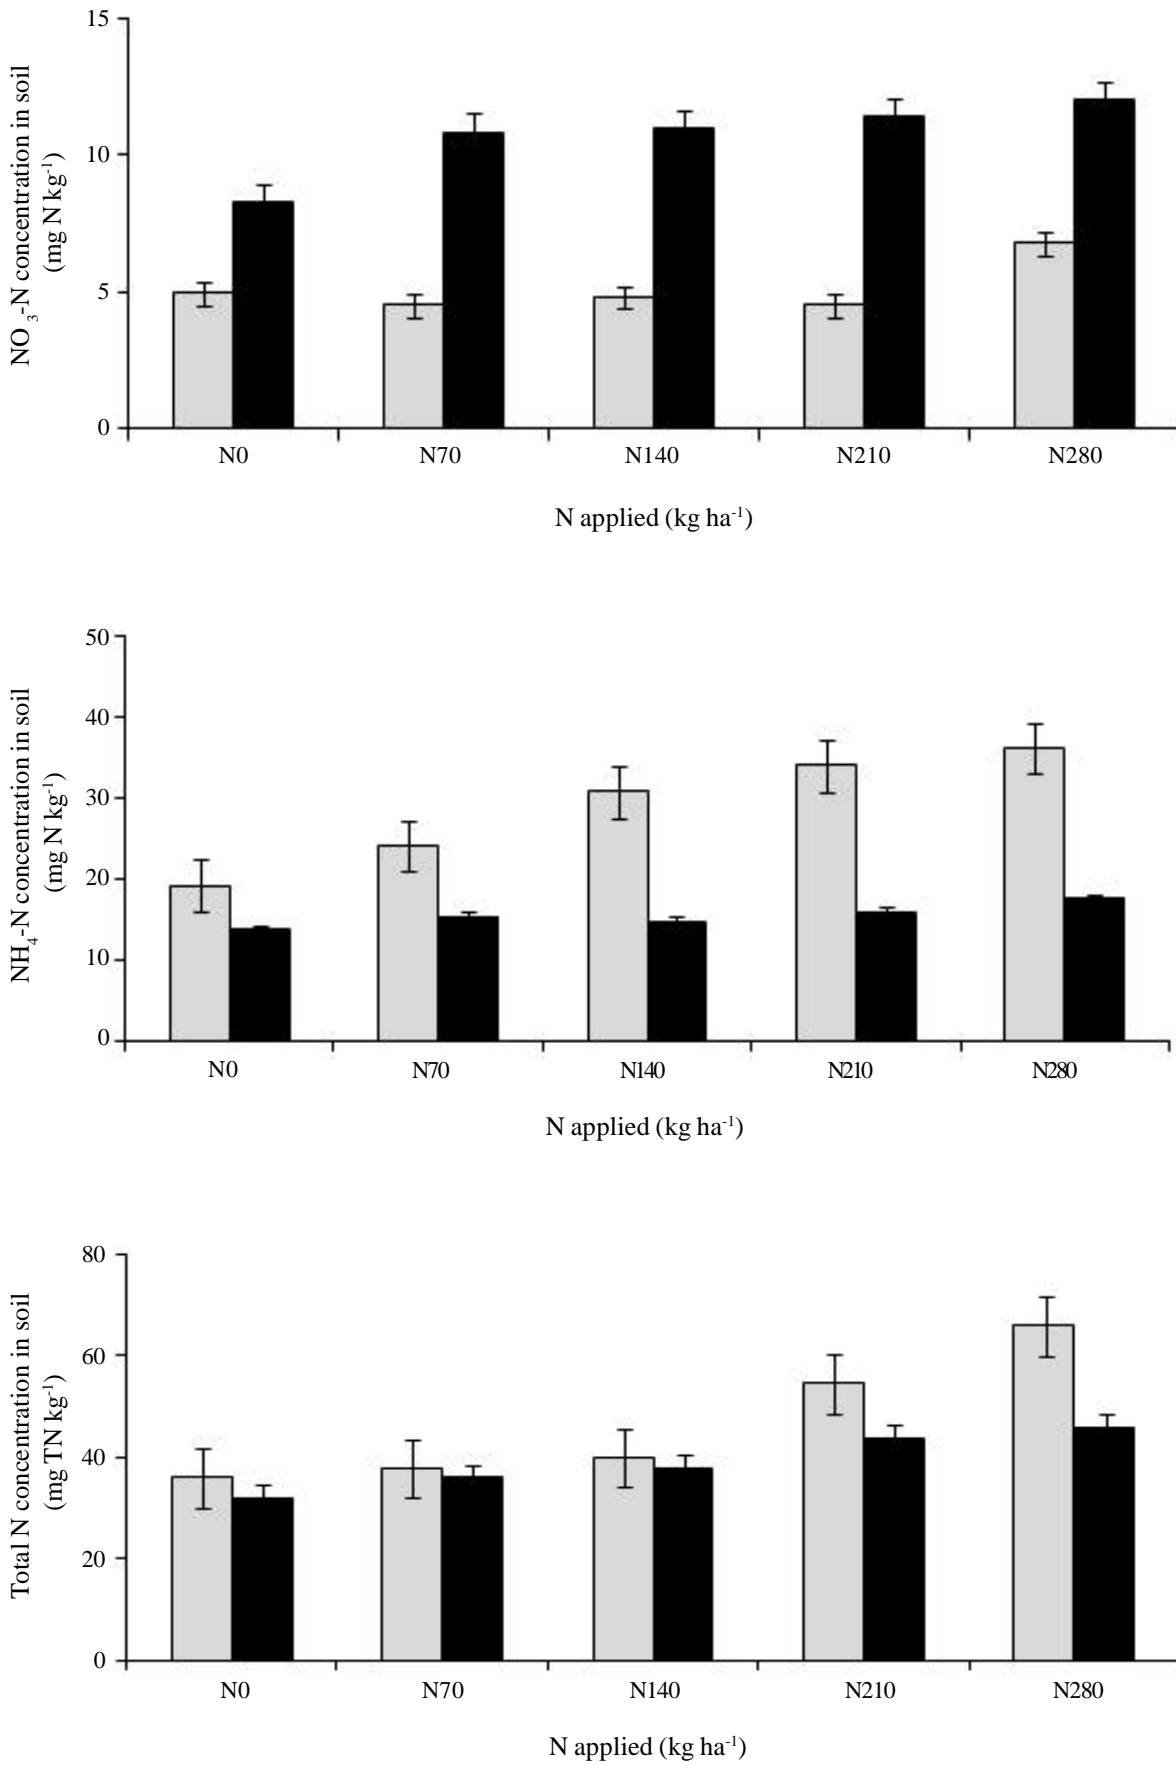 NO₃-N concentration in soil
(mg N kg⁻¹)
15
10
5
0
N0 N70 N140 N210 N280
N applied (kg ha⁻¹)
NH₄-N concentration in soil
(mg N kg⁻¹)
50
40
30
20
10
0
N0 N70 N140 N210 N280
N applied (kg ha⁻¹)
Total N concentration in soil
(mg TN kg⁻¹)
80
60
40
20
0
N0 N70 N140 N210 N280
N applied (kg ha⁻¹)